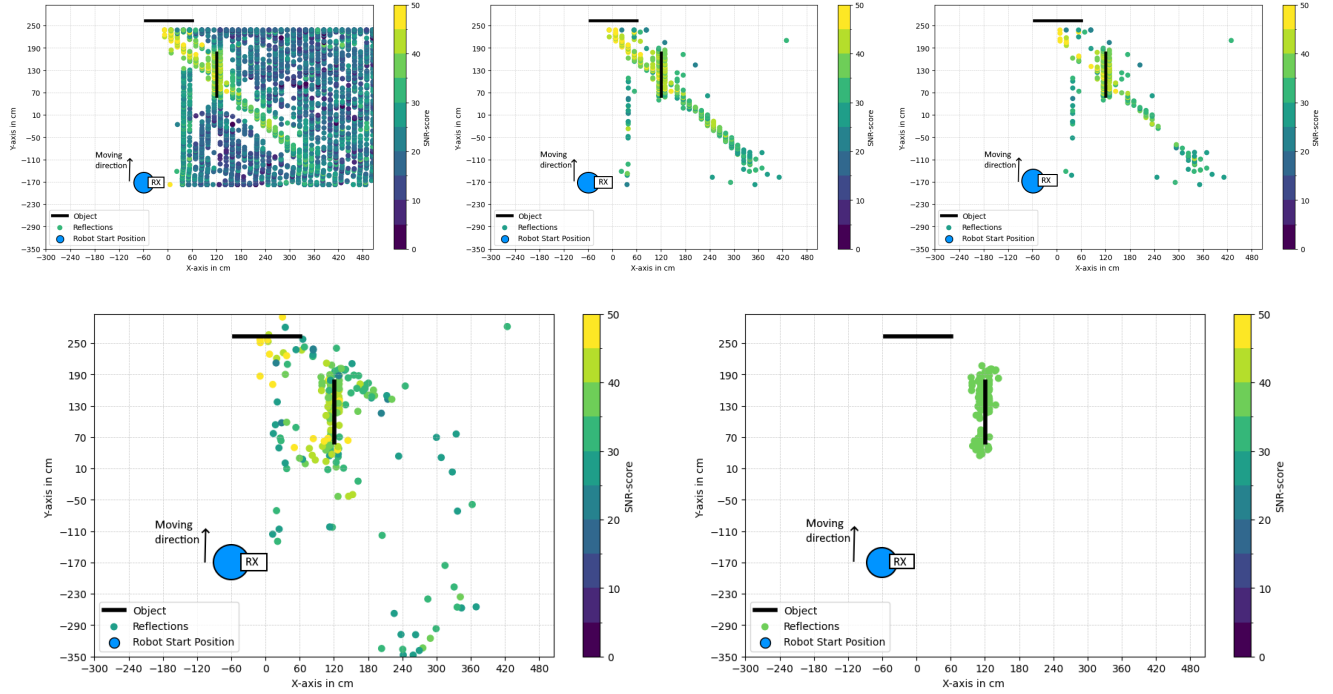 250
190
130
70
10
−50
−110
−170
−230
−290
−350
Y-axis in cm
Moving
direction
RX
Object
Reflections
Robot Start Position
−300 −240 −180 −120 −60 0 60 120 180 240 300 360 420 480
X-axis in cm
50
40
30
20
10
0
SNR-score
250
190
130
70
10
−50
−110
−170
−230
−290
−350
Y-axis in cm
Moving
direction
RX
Object
Reflections
Robot Start Position
−300 −240 −180 −120 −60 0 60 120 180 240 300 360 420 480
X-axis in cm
50
40
30
20
10
0
SNR-score
250
190
130
70
10
−50
−110
−170
−230
−290
−350
Y-axis in cm
Moving
direction
RX
Object
Reflections
Robot Start Position
−300 −240 −180 −120 −60 0 60 120 180 240 300 360 420 480
X-axis in cm
50
40
30
20
10
0
SNR-score
250
190
130
70
10
−50
−110
−170
−230
−290
−350
Y-axis in cm
Moving
direction
RX
Object
Reflections
Robot Start Position
−300 −240 −180 −120 −60 0 60 120 180 240 300 360 420 480
X-axis in cm
50
40
30
20
10
0
SNR-score
250
190
130
70
10
−50
−110
−170
−230
−290
−350
Y-axis in cm
Moving
direction
RX
Object
Reflections
Robot Start Position
−300 −240 −180 −120 −60 0 60 120 180 240 300 360 420 480
X-axis in cm
50
40
30
20
10
0
SNR-score